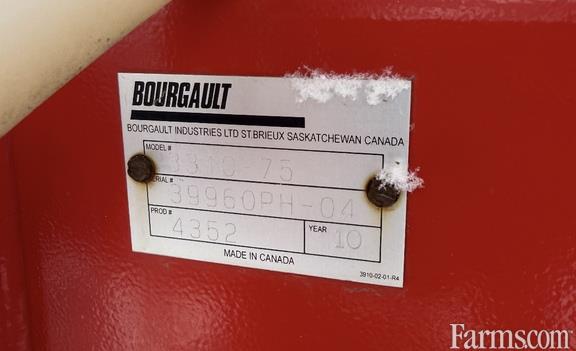 BOURGAULT
BOURGAULT INDUSTRIES LTD ST.BRIEUX SASKATCHEWAN CANADA
MODEL #
3310-75
SERIAL #
39960PH-04
PROD #
4352
YEAR
10
MADE IN CANADA
3910-02-01-R4
Farms.com